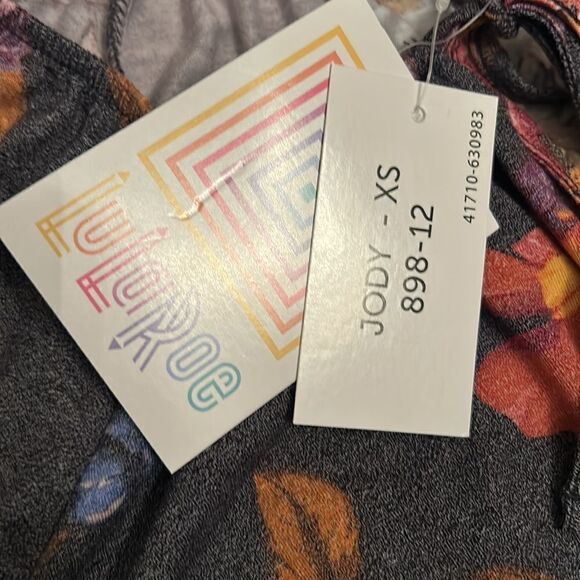 LuLaRoe
JODY - XS
898-12
41710-630983